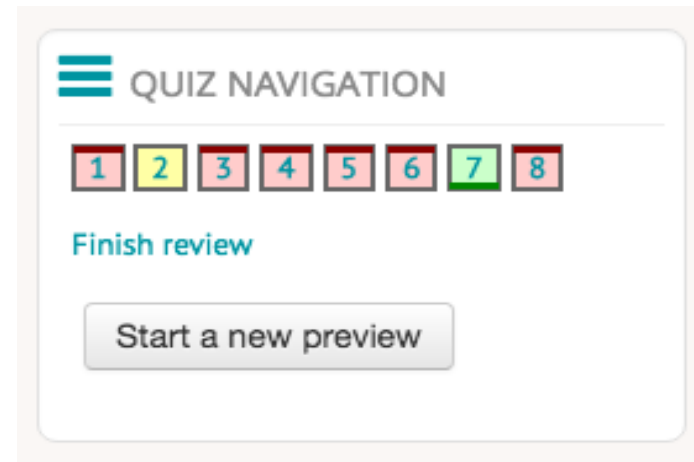 QUIZ NAVIGATION
1 2 3 4 5 6 7 8
Finish review
Start a new preview